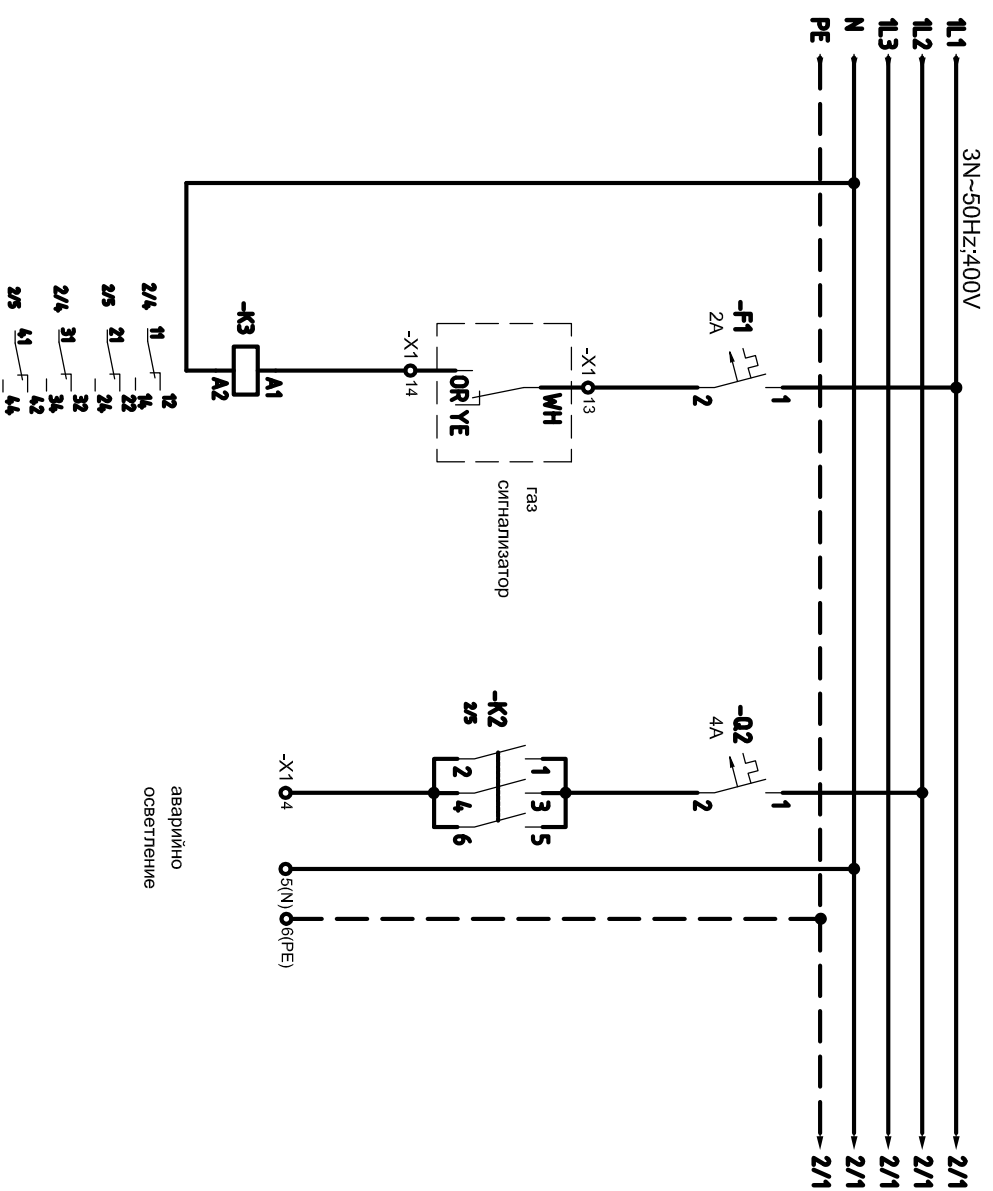 1L1
1L2
1L3
N
PE
3N~50Hz;400V
2/1
2/1
2/1
2/1
2/1
-F1
2A
1
2
-X1
13
WH
OR YE
газ
сигнализатор
-X1
14
-K3
A1
A2
2/4 11 12
14
2/5 21 22
24
2/4 31 32
34
2/5 41 42
44
-Q2
4A
1
2
-K2
2/5
1 3 5
2 4 6
-X1
4
5(N)
6(PE)
аварийно
осветление